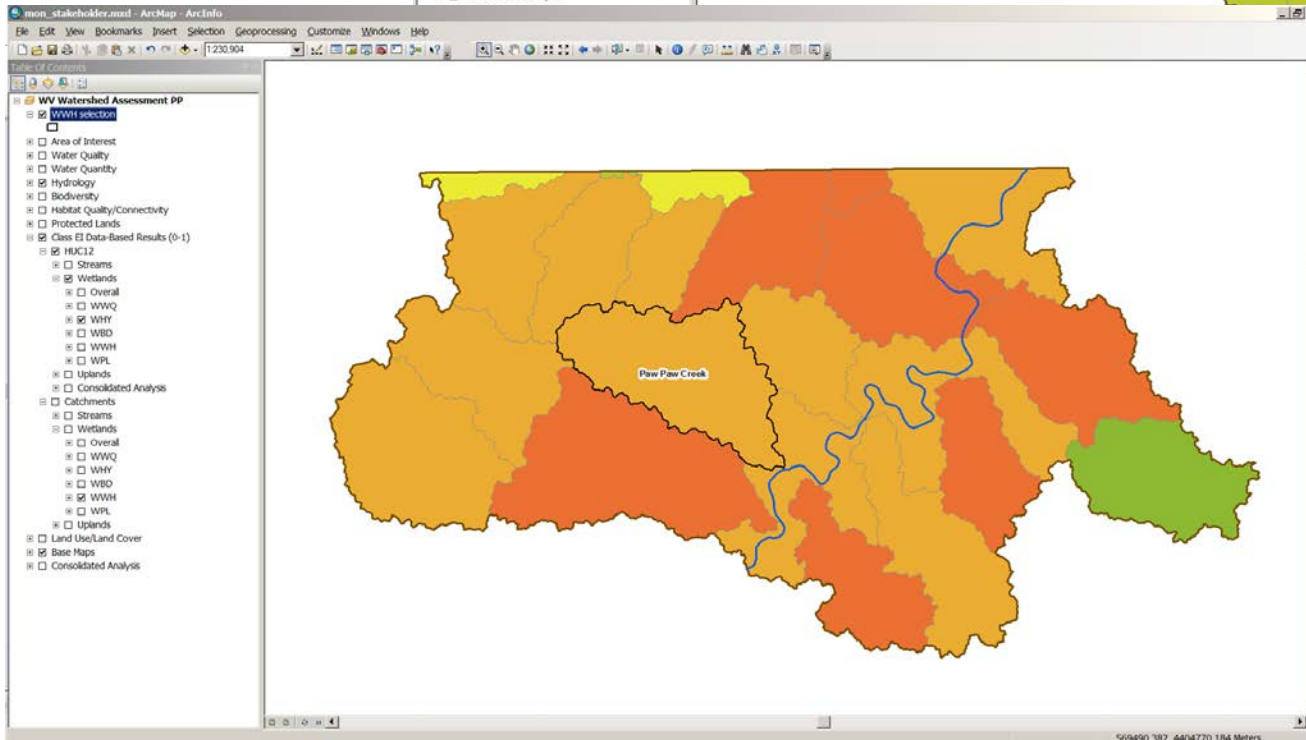 mon_stakeholder.mxd - ArcMap - ArcInfo
File Edit View Bookmarks Insert Selection Geoprocessing Customize Windows Help
1:230,904
Table Of Contents
WV Watershed Assessment PP
WWH selection
Area of Interest
Water Quality
Water Quantity
Hydrology
Biodiversity
Habitat Quality/Connectivity
Protected Lands
Class EI Data-Based Results (0-1)
HUC12
Streams
Wetlands
Overall
WWQ
WHY
WBD
WWH
WPL
Uplands
Consolidated Analysis
Catchments
Streams
Wetlands
Overall
WWQ
WHY
WBD
WWH
WPL
Uplands
Land Use/Land Cover
Base Maps
Consolidated Analysis
Paw Paw Creek
569490.382 4404770.184 Meters